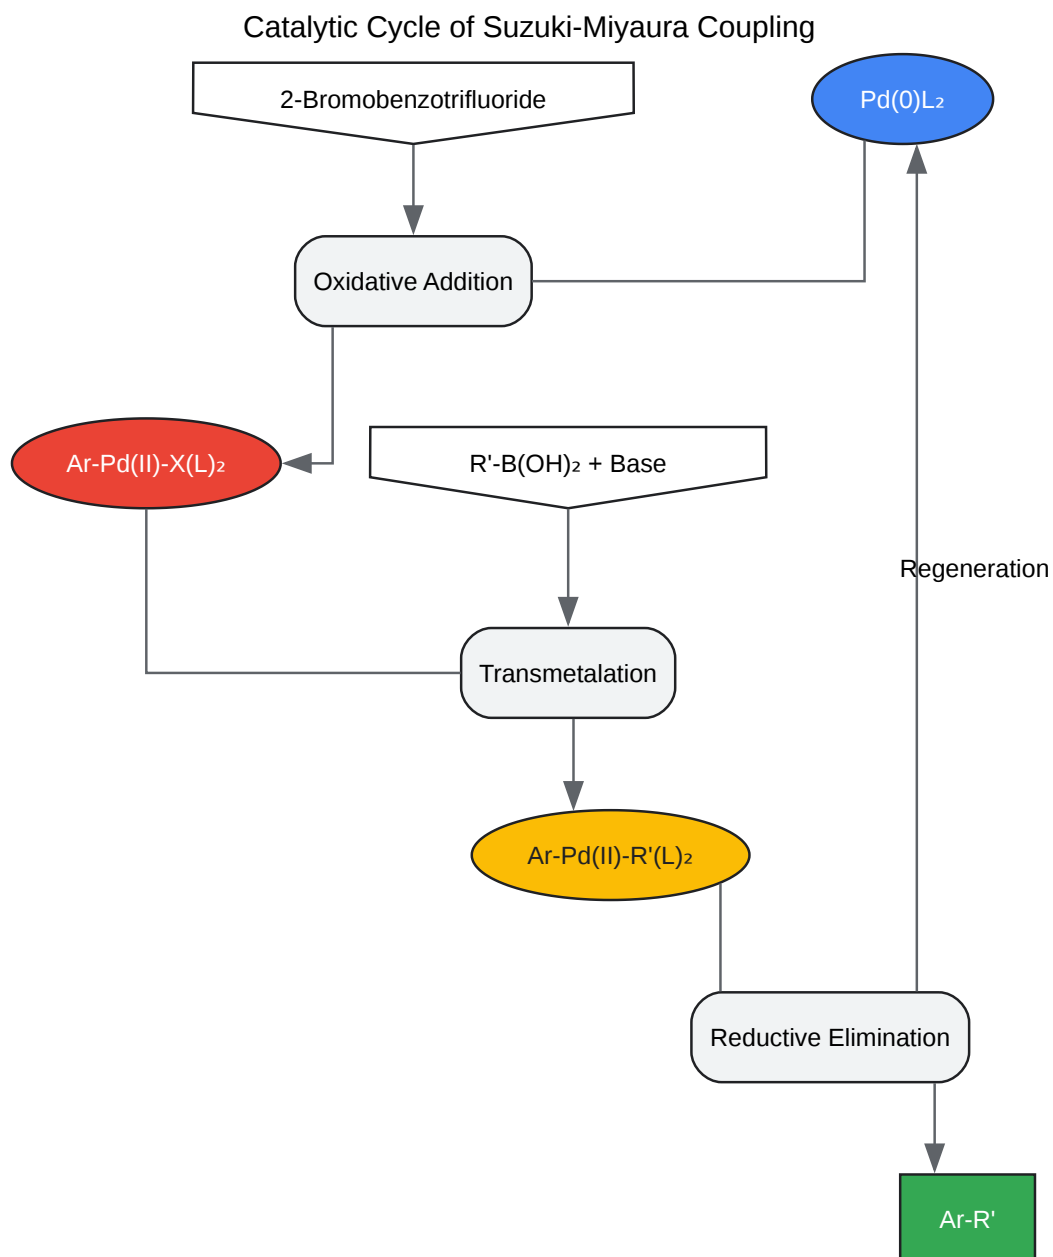 Catalytic Cycle of Suzuki-Miyaura Coupling
2-Bromobenzotrifluoride
Pd(0)L₂
Oxidative Addition
Ar-Pd(II)-X(L)₂
R'-B(OH)₂ + Base
Regeneration
Transmetalation
Ar-Pd(II)-R'(L)₂
Reductive Elimination
Ar-R'